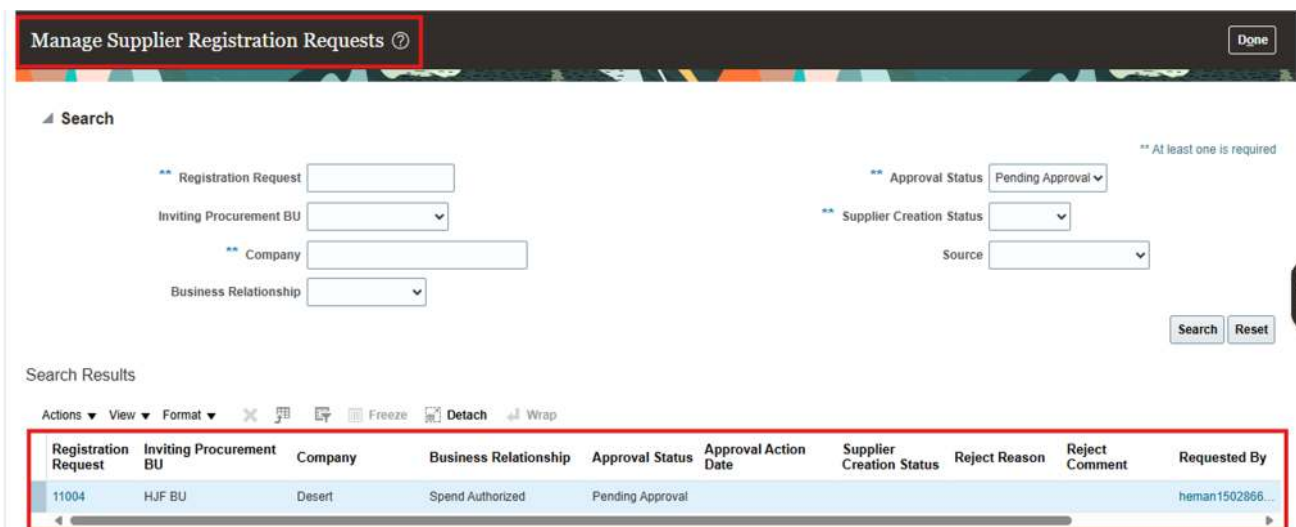 Manage Supplier Registration Requests ?
Done
Search
** At least one is required
** Registration Request
** Approval Status Pending Approval
Inviting Procurement BU
** Supplier Creation Status
** Company
Source
Business Relationship
Search Reset
Search Results
Actions View Format Freeze Detach Wrap
Registration Request Inviting Procurement BU Company Business Relationship Approval Status Approval Action Date Supplier Creation Status Reject Reason Reject Comment Requested By
11004 HJF BU Desert Spend Authorized Pending Approval heman1502866...